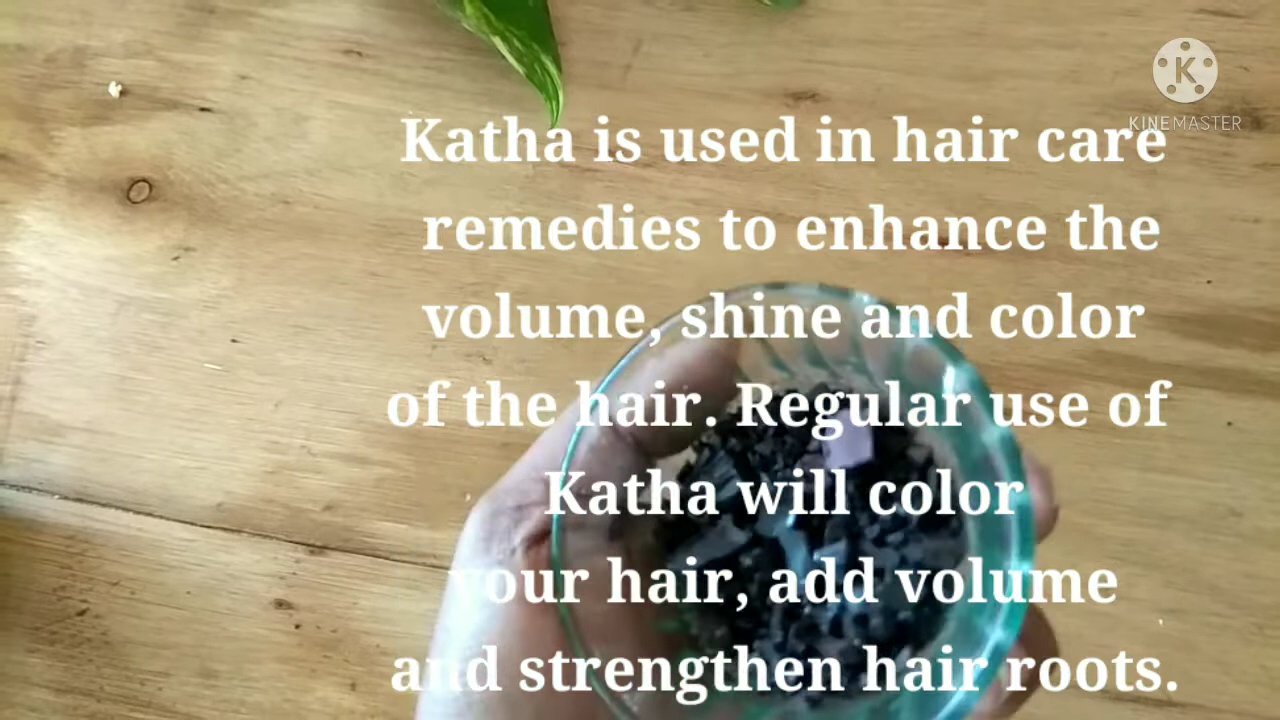 KINEMASTER
Katha is used in hair care
remedies to enhance the
volume, shine and color
of the hair. Regular use of
Katha will color
your hair, add volume
and strengthen hair roots.